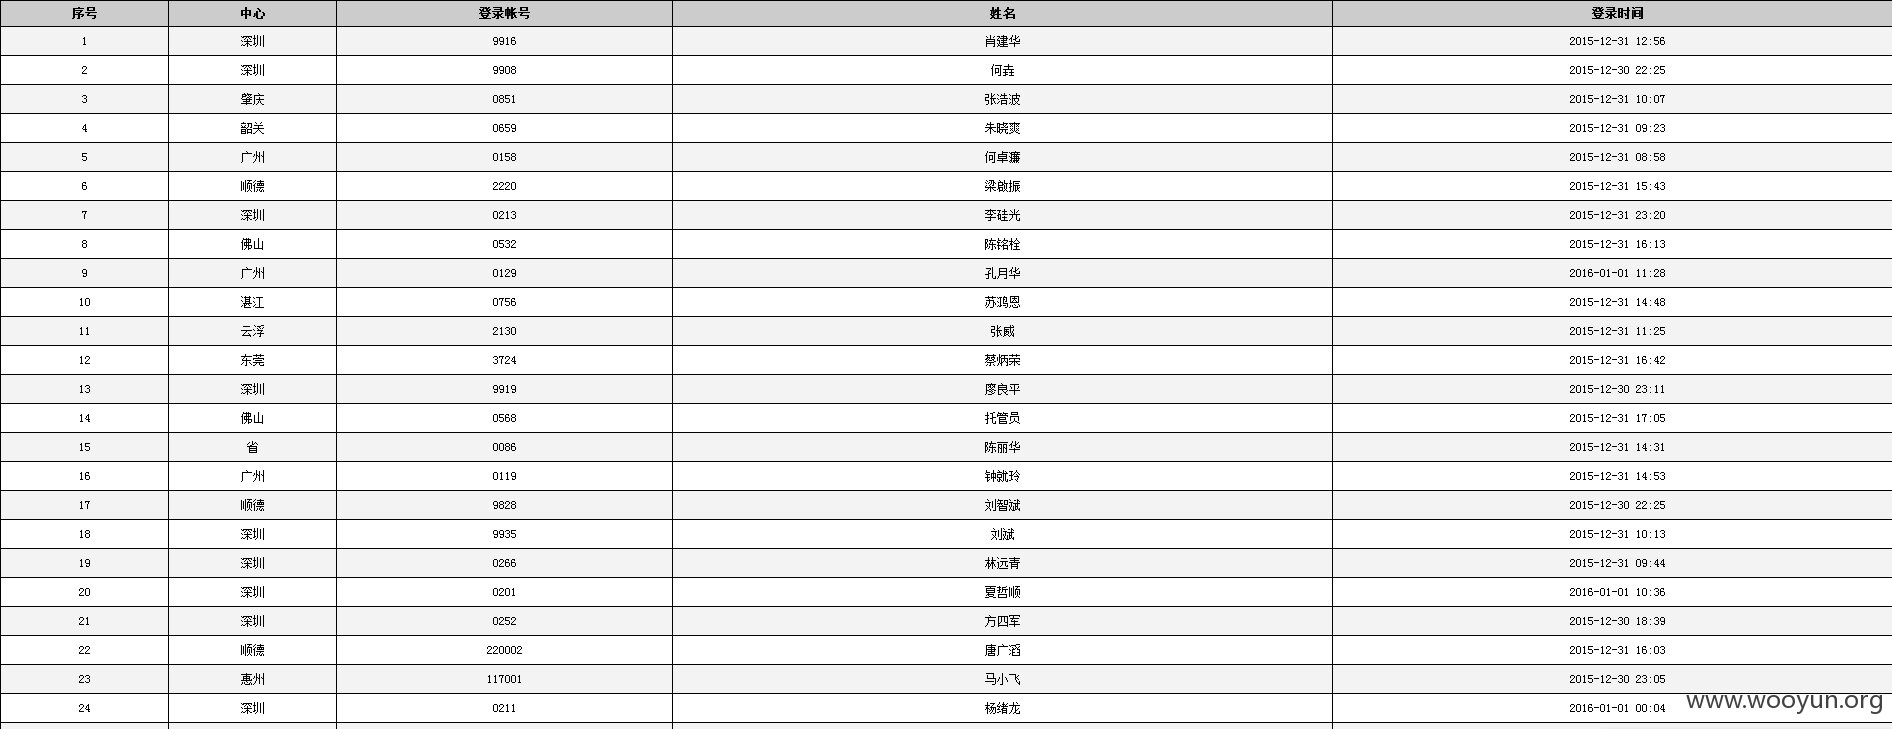 序号 中心 登录帐号 姓名 登录时间
1 深圳 9916 肖建华 2015-12-31 12:56
2 深圳 9908 何垚 2015-12-30 22:25
3 肇庆 0851 张浩波 2015-12-31 10:07
4 韶关 0659 朱晓爽 2015-12-31 09:23
5 广州 0158 何卓濂 2015-12-31 08:58
6 顺德 2220 梁啟振 2015-12-31 15:43
7 深圳 0213 李硅光 2015-12-31 23:20
8 佛山 0532 陈铭栓 2015-12-31 16:13
9 广州 0129 孔月华 2016-01-01 11:28
10 湛江 0756 苏鸿恩 2015-12-31 14:48
11 云浮 2130 张威 2015-12-31 11:25
12 东莞 3724 蔡炳荣 2015-12-31 16:42
13 深圳 9919 廖良平 2015-12-30 23:11
14 佛山 0568 托管员 2015-12-31 17:05
15 省 0086 陈丽华 2015-12-31 14:31
16 广州 0119 钟就玲 2015-12-31 14:53
17 顺德 9828 刘智斌 2015-12-30 22:25
18 深圳 9935 刘斌 2015-12-31 10:13
19 深圳 0266 林远青 2015-12-31 09:44
20 深圳 0201 夏哲顺 2016-01-01 10:36
21 深圳 0252 方四军 2015-12-30 18:39
22 顺德 220002 唐广滔 2015-12-31 16:03
23 惠州 117001 马小飞 2015-12-30 23:05
24 深圳 0211 杨绪龙 2016-01-01 00:04
www.wooyun.org